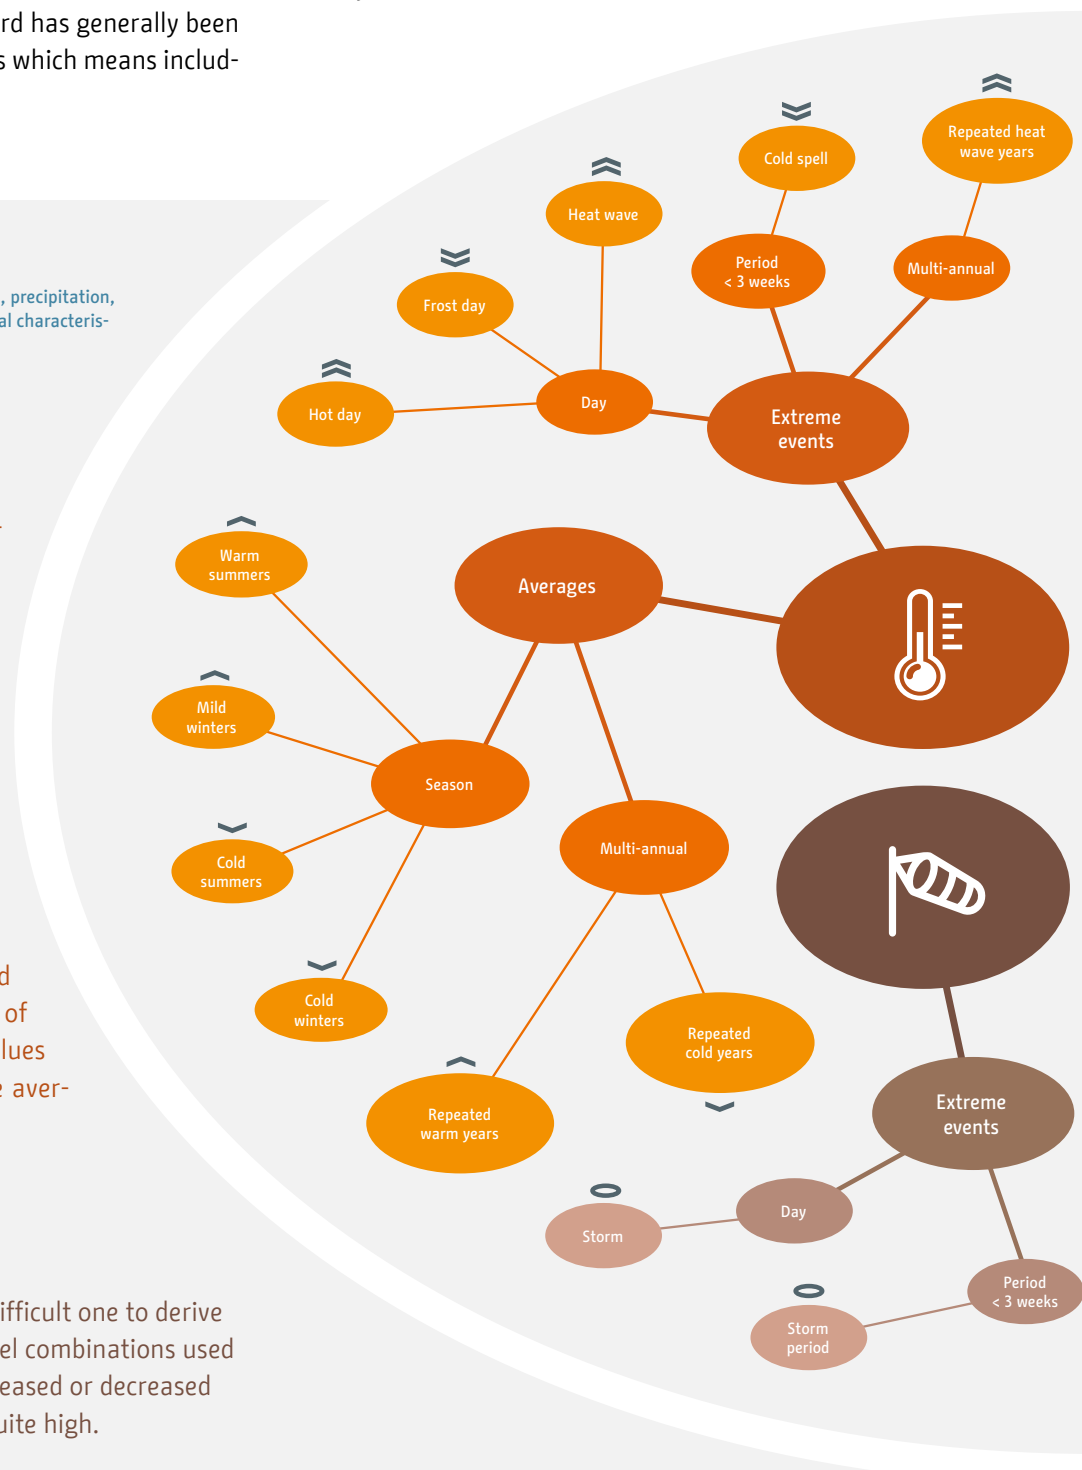 rd has generally been
s which means includ-
, precipitation,
al characteris-
d
of
lues
e aver-
ifficult one to derive
el combinations used
eased or decreased
uite high.
Repeated heat
wave years
Cold spell
Heat wave
Period
< 3 weeks
Multi-annual
Frost day
Hot day
Day
Extreme
events
Warm
summers
Averages
Mild
winters
Season
Cold
summers
Multi-annual
Cold
winters
Repeated
cold years
Repeated
warm years
Extreme
events
Day
Storm
Period
< 3 weeks
Storm
period